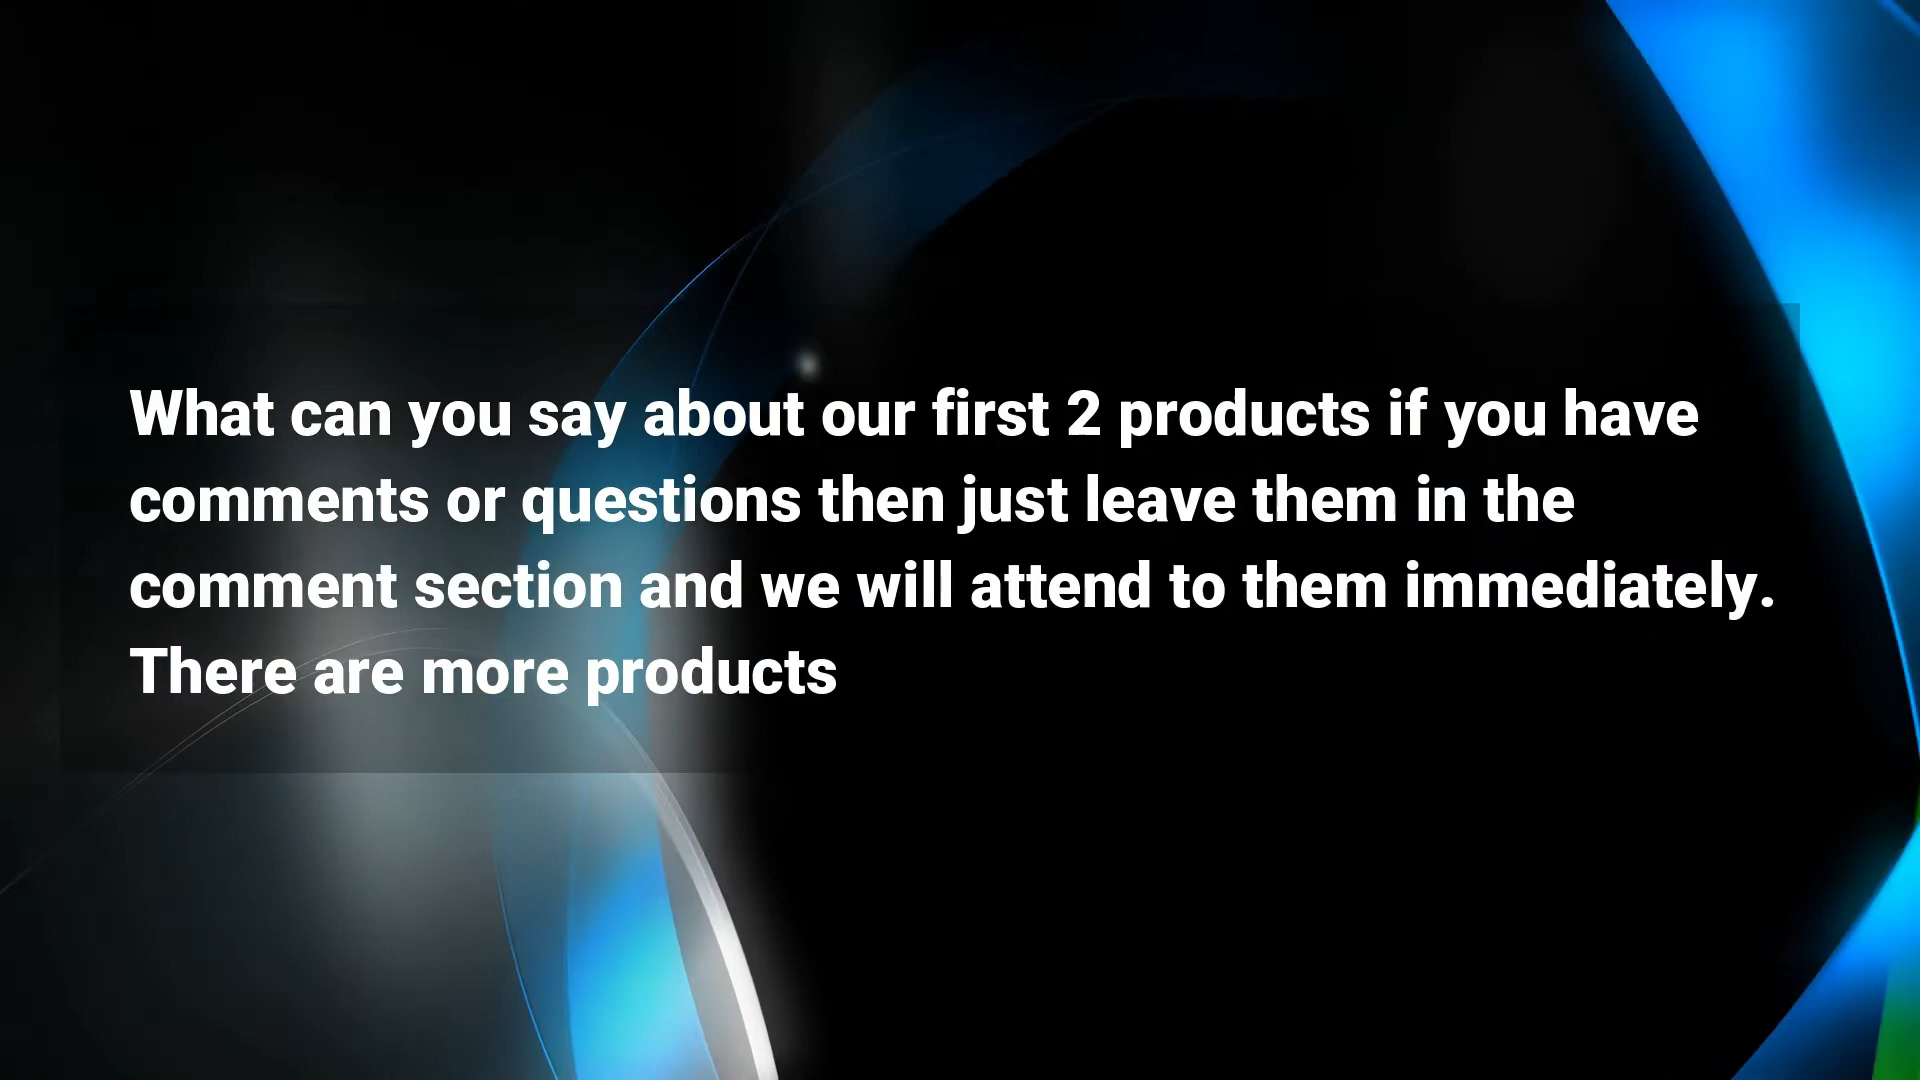 What can you say about our first 2 products if you have
comments or questions then just leave them in the
comment section and we will attend to them immediately.
There are more products